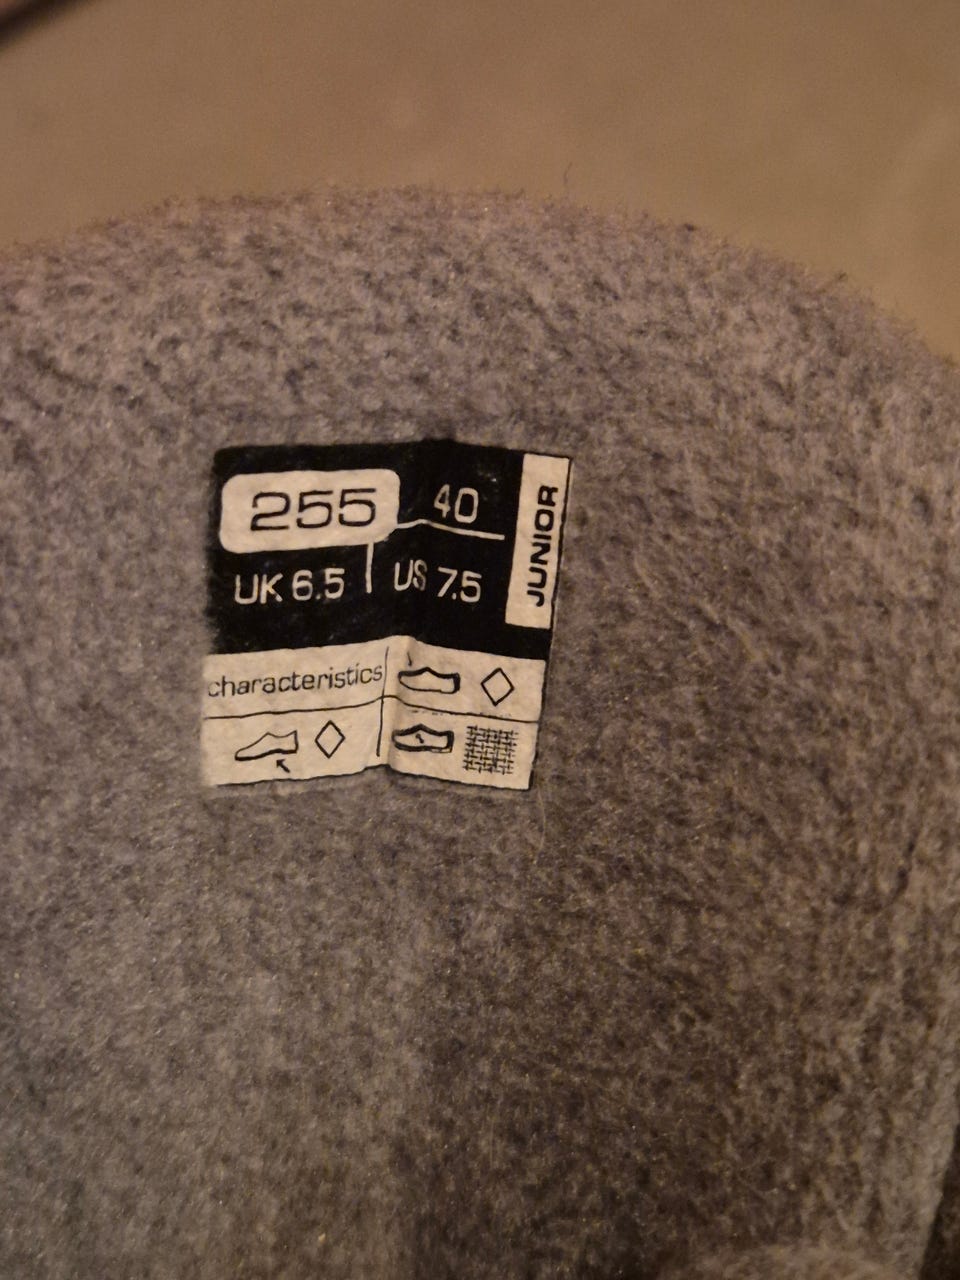 255 40
UK 6.5 US 7.5
JUNIOR
characteristics